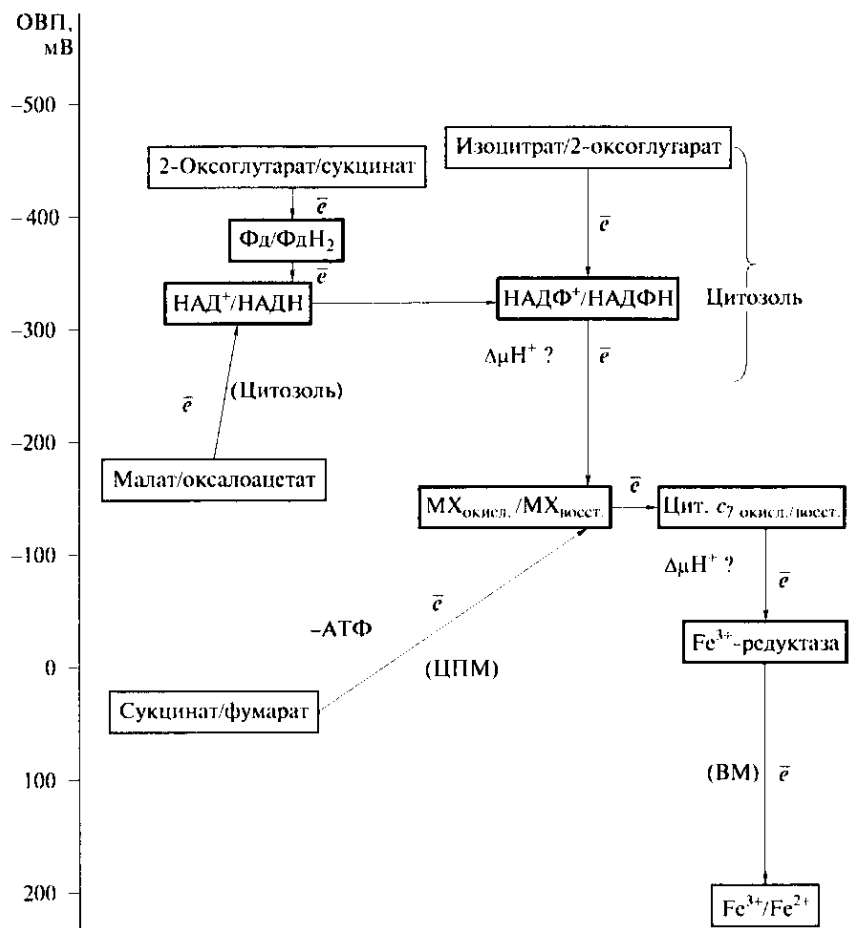 ОВП,
мВ
−500
Изоцитрат/2-оксоглутарат
2-Оксоглутарат/сукцинат
−400
e̅
e̅
Фд/ФдН₂
e̅
НАД⁺/НАДН
НАДФ⁺/НАДФН
Цитозоль
−300
ΔμН⁺ ?
e̅
e̅
(Цитозоль)
−200
Малат/оксалоацетат
e̅
МХокисл. /МХвосст.
Цит. c₇ окисл./восст.
−100
ΔμН⁺ ?
e̅
e̅
−АТФ
Fe³⁺-редуктаза
0
(ЦПМ)
Сукцинат/фумарат
100
(ВМ)
e̅
200
Fe³⁺/Fe²⁺